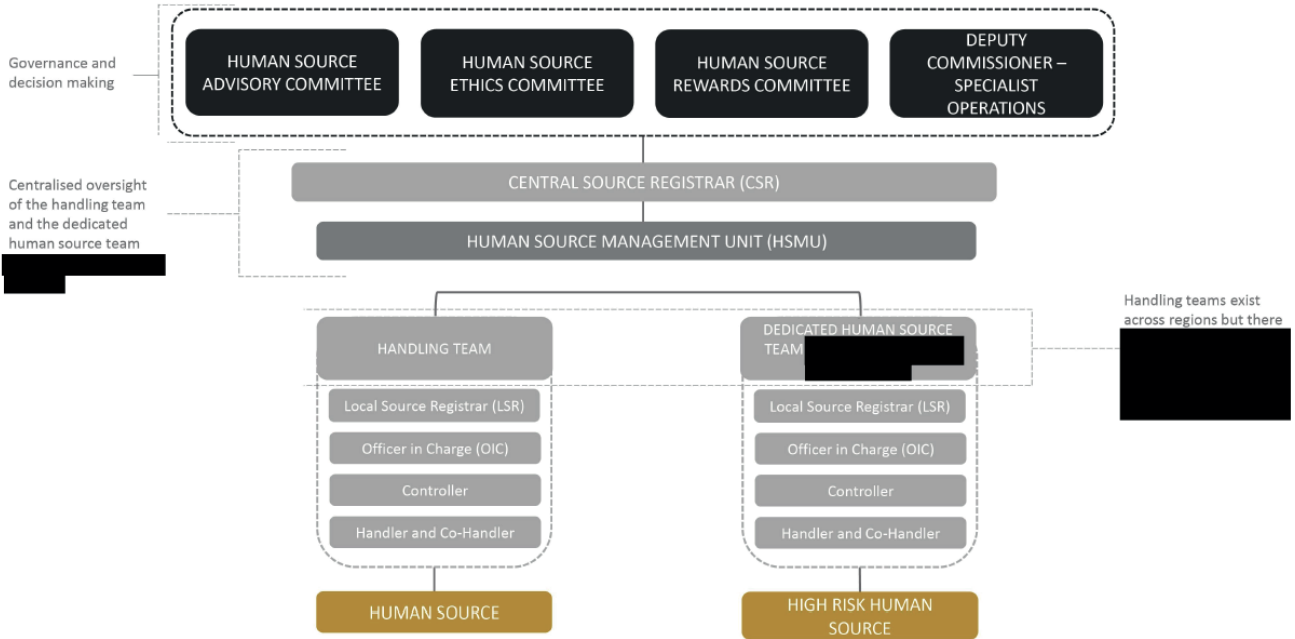 Governance and
decision making
HUMAN SOURCE
ADVISORY COMMITTEE
HUMAN SOURCE
ETHICS COMMITTEE
HUMAN SOURCE
REWARDS COMMITTEE
DEPUTY
COMMISSIONER –
SPECIALIST
OPERATIONS
Centralised oversight
of the handling team
and the dedicated
human source team
CENTRAL SOURCE REGISTRAR (CSR)
HUMAN SOURCE MANAGEMENT UNIT (HSMU)
Handling teams exist
across regions but there
HANDLING TEAM
Local Source Registrar (LSR)
Officer in Charge (OIC)
Controller
Handler and Co-Handler
HUMAN SOURCE
DEDICATED HUMAN SOURCE
TEAM
Local Source Registrar (LSR)
Officer in Charge (OIC)
Controller
Handler and Co-Handler
HIGH RISK HUMAN
SOURCE